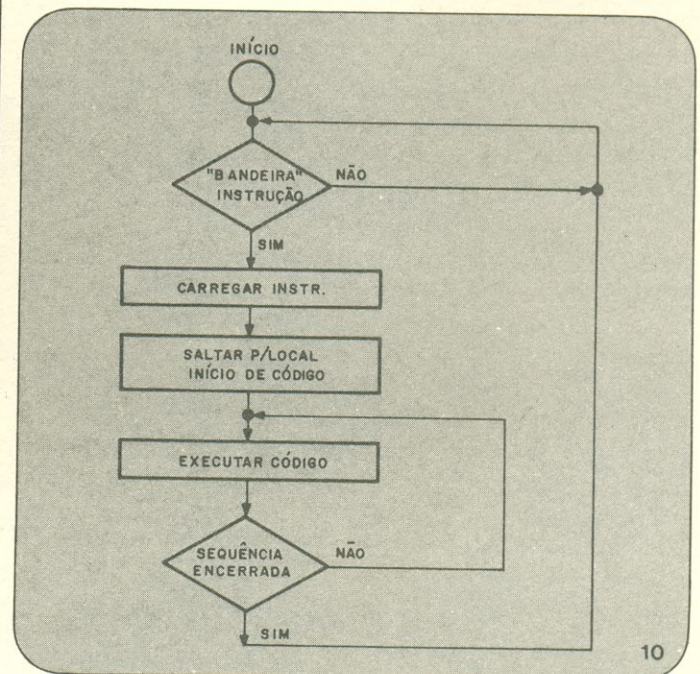 INÍCIO
"BANDEIRA"
INSTRUÇÃO
NÃO
SIM
CARREGAR INSTR.
SALTAR P/LOCAL
INÍCIO DE CÓDIGO
EXECUTAR CÓDIGO
SEQUÊNCIA
ENCERRADA
NÃO
SIM
10